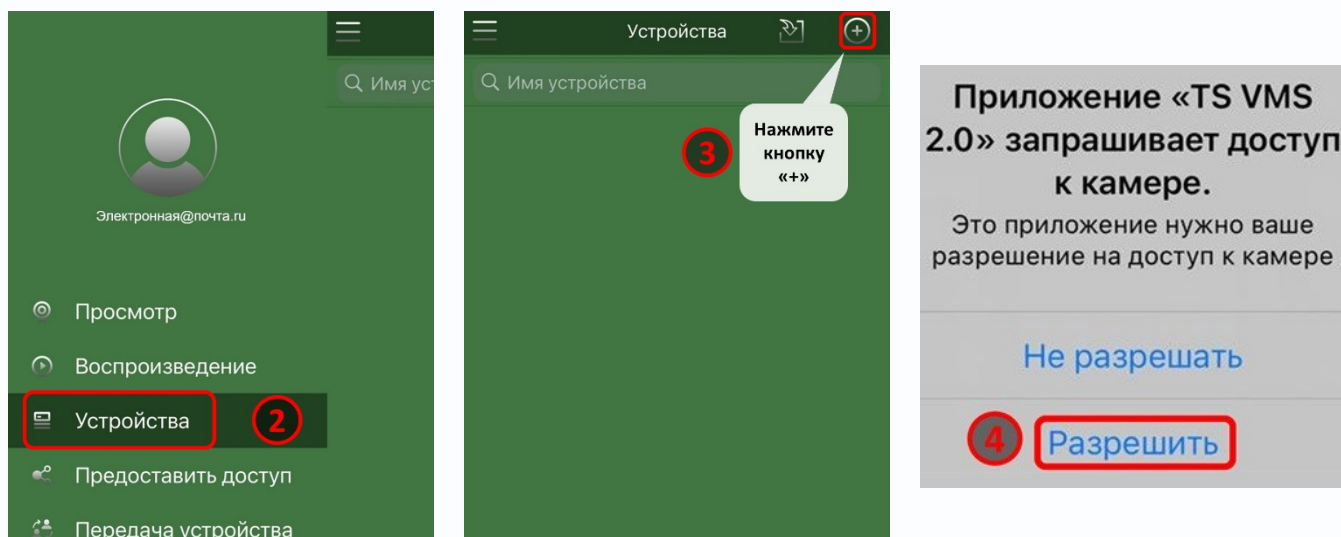 Электронная@почта.ru
Просмотр
Воспроизведение
Устройства
2
Предоставить доступ
Передача устройства
Имя уст
Устройства
Имя устройства
3
Нажмите
кнопку
«+»
Приложение «TS VMS
2.0» запрашивает доступ
к камере.
Это приложение нужно ваше
разрешение на доступ к камере
Не разрешать
4
Разрешить